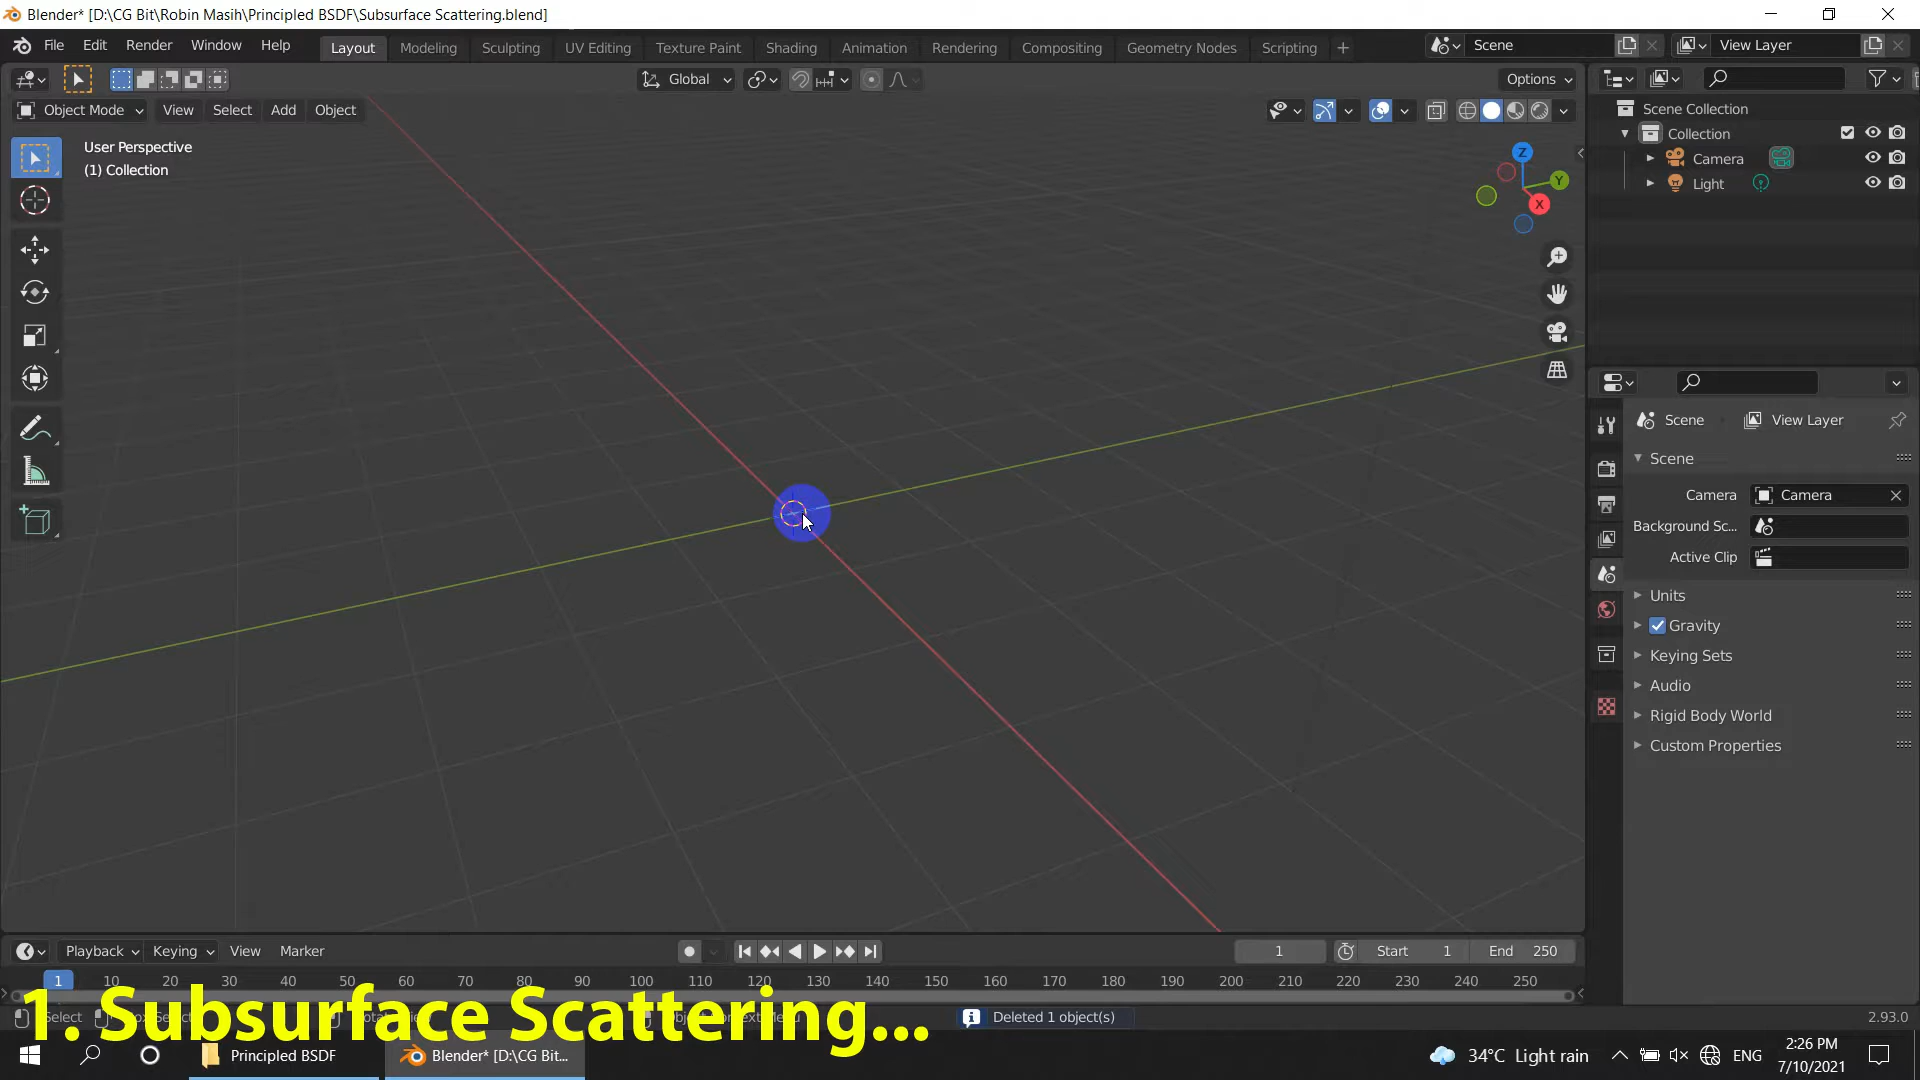 Blender* [D:\CG Bit\Robin Masih\Principled BSDF\Subsurface Scattering.blend]
File Edit Render Window Help Layout Modeling Sculpting UV Editing Texture Paint Shading Animation Rendering Compositing Geometry Nodes Scripting + Scene View Layer
Global Options
Object Mode View Select Add Object
Scene Collection
Collection
Camera
Light
User Perspective
(1) Collection
Z
Y
X
Scene View Layer
Scene
Camera Camera
Background Sc...
Active Clip
Units
Gravity
Keying Sets
Audio
Rigid Body World
Custom Properties
Playback Keying View Marker 1 Start 1 End 250
1 10 20 30 40 50 60 70 80 90 100 110 120 130 140 150 160 170 180 190 200 210 220 230 240 250
1. Subsurface Scattering...
Select
Deleted 1 object(s)
2.93.0
Principled BSDF
Blender* [D:\CG Bit...
34°C Light rain
ENG
2:26 PM
7/10/2021